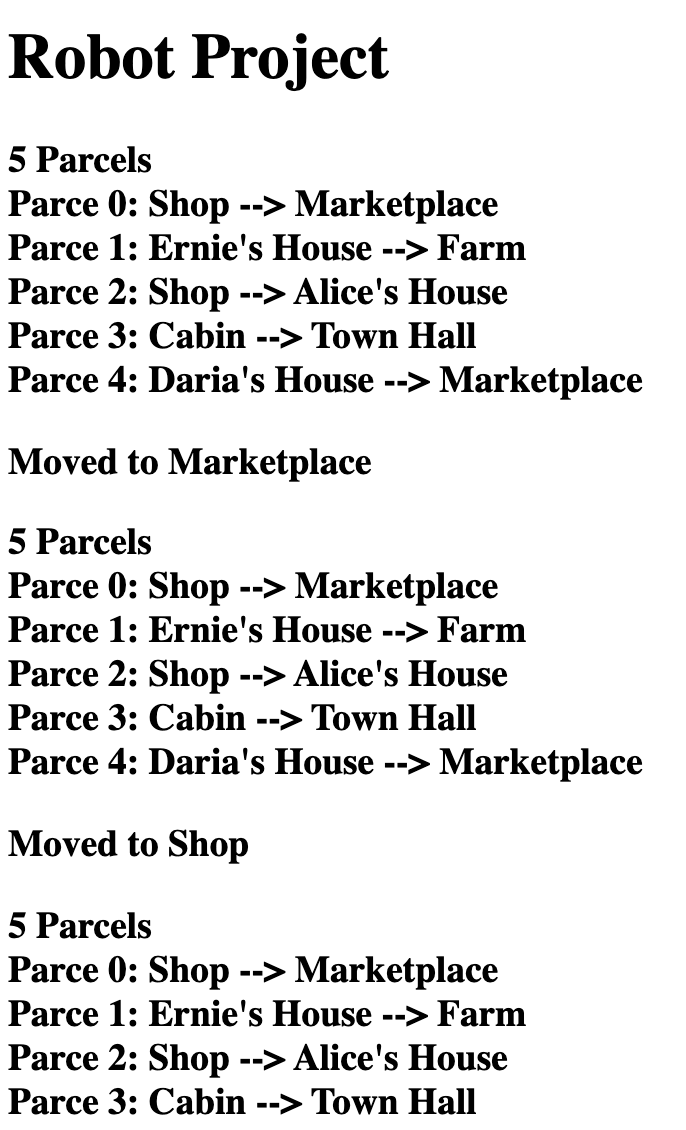 Robot Project
5 Parcels
Parce 0: Shop --> Marketplace
Parce 1: Ernie's House --> Farm
Parce 2: Shop --> Alice's House
Parce 3: Cabin --> Town Hall
Parce 4: Daria's House --> Marketplace
Moved to Marketplace
5 Parcels
Parce 0: Shop --> Marketplace
Parce 1: Ernie's House --> Farm
Parce 2: Shop --> Alice's House
Parce 3: Cabin --> Town Hall
Parce 4: Daria's House --> Marketplace
Moved to Shop
5 Parcels
Parce 0: Shop --> Marketplace
Parce 1: Ernie's House --> Farm
Parce 2: Shop --> Alice's House
Parce 3: Cabin --> Town Hall